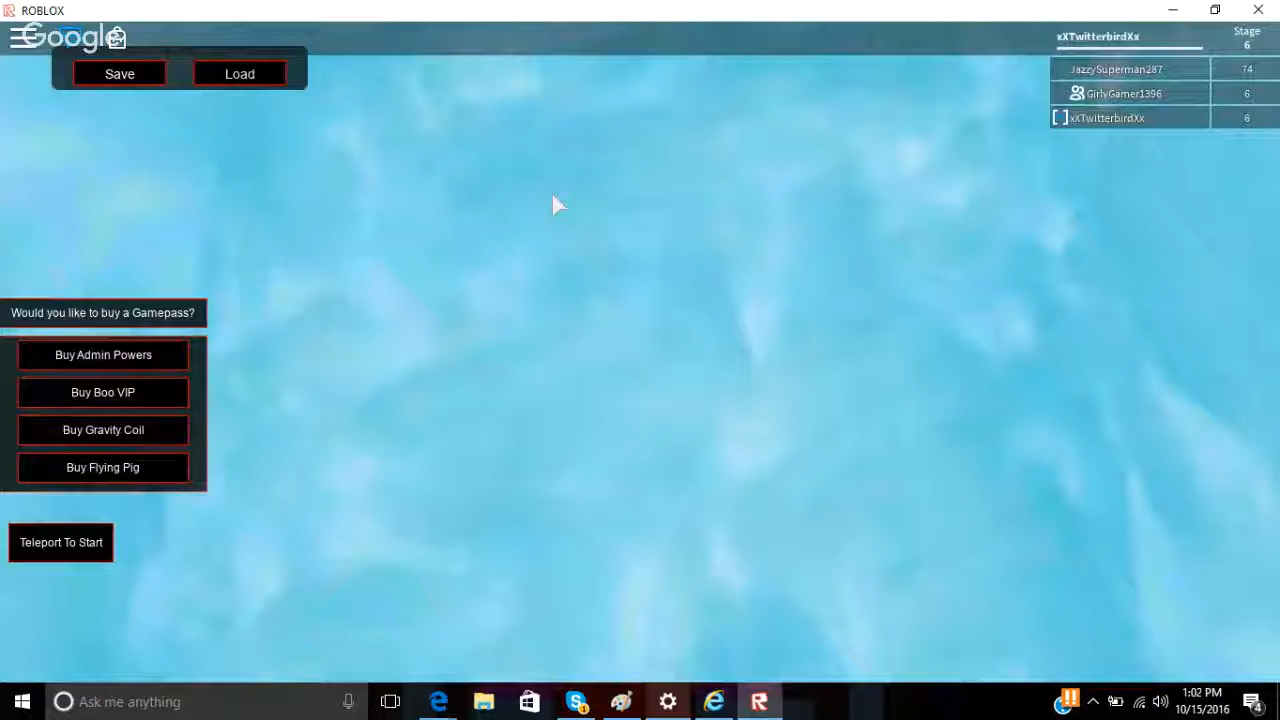 ROBLOX
Google
Save
Load
xXTwitterbirdXx
Stage
6
JazzySuperman287 74
GirlyGamer1396 6
xXTwitterbirdXx 6
Would you like to buy a Gamepass?
Buy Admin Powers
Buy Boo VIP
Buy Gravity Coil
Buy Flying Pig
Teleport To Start
Ask me anything
1:02 PM
10/15/2016
4